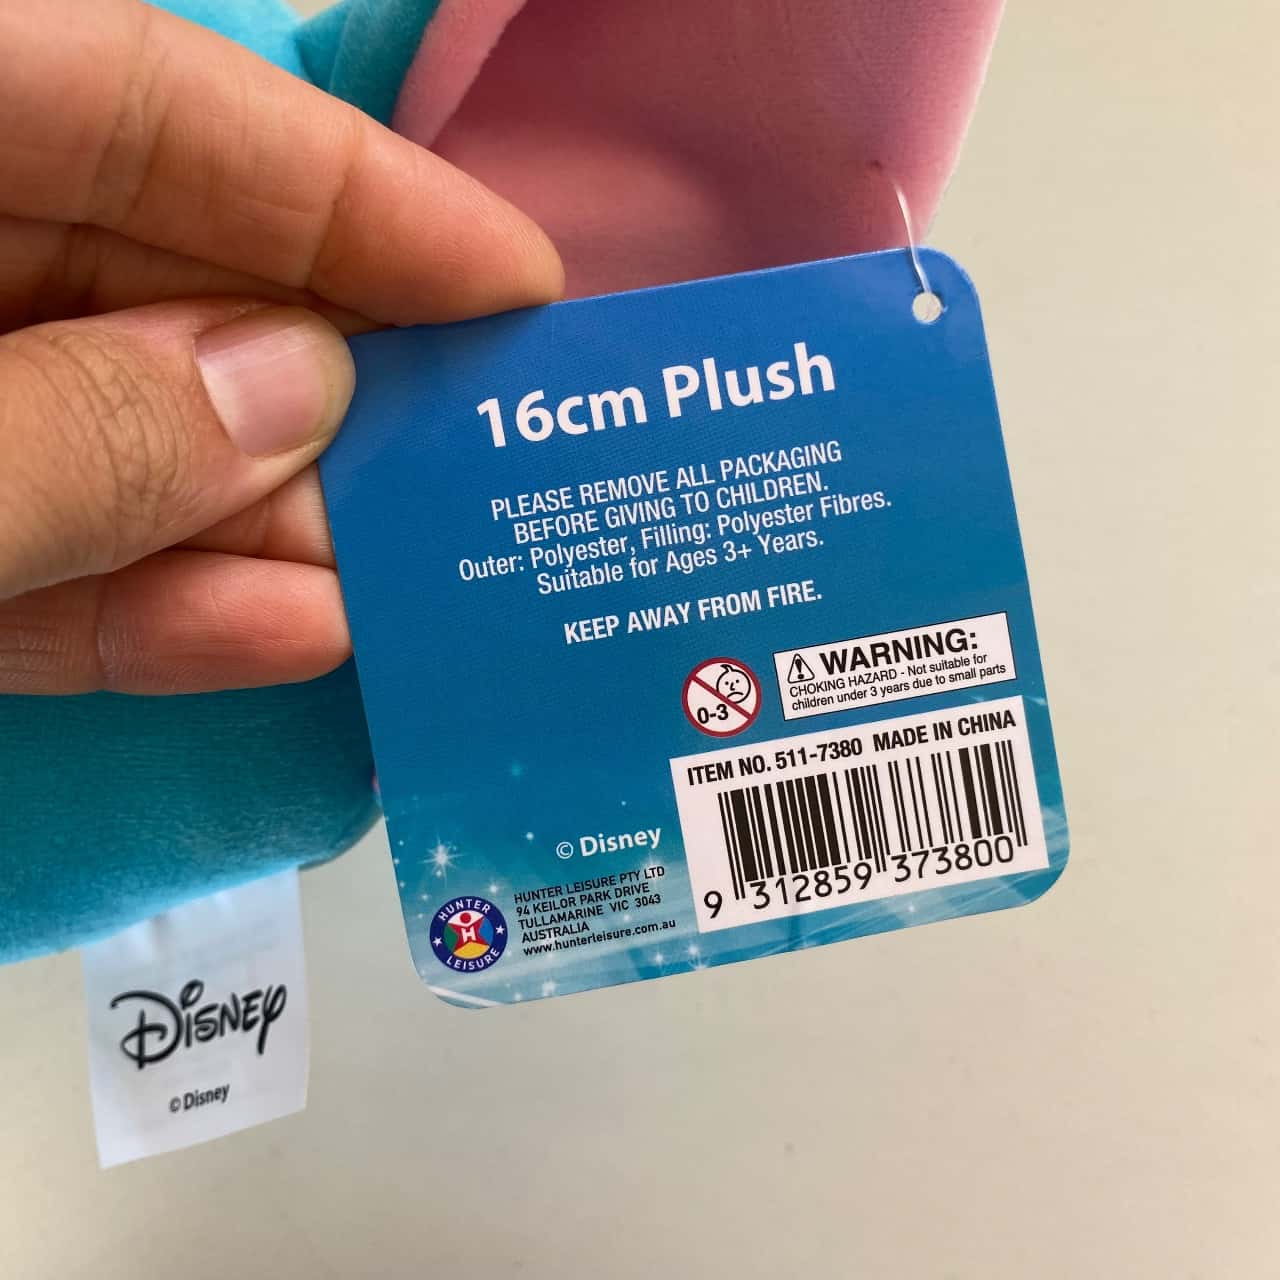 16cm Plush
PLEASE REMOVE ALL PACKAGING
BEFORE GIVING TO CHILDREN.
Outer: Polyester, Filling: Polyester Fibres.
Suitable for Ages 3+ Years.
KEEP AWAY FROM FIRE.
0-3
WARNING:
CHOKING HAZARD - Not suitable for
children under 3 years due to small parts
ITEM NO. 511-7380 MADE IN CHINA
9 312859 373800
© Disney
HUNTER
H
LEISURE
HUNTER LEISURE PTY LTD
94 KEILOR PARK DRIVE
TULLAMARINE VIC 3043
AUSTRALIA
www.hunterleisure.com.au
Disney
© Disney